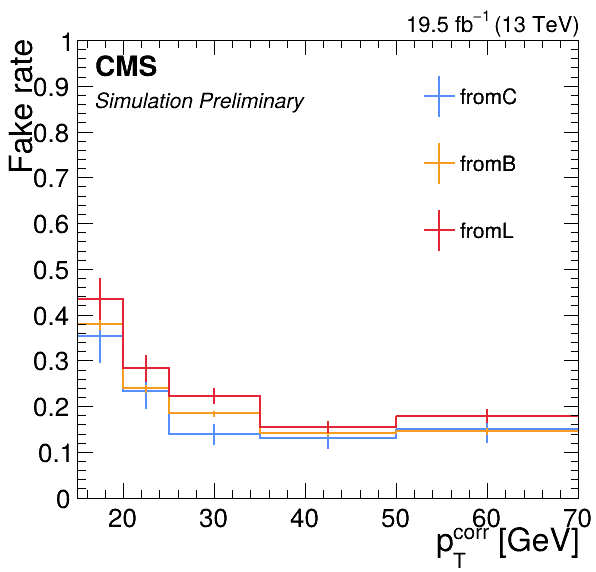 19.5 fb⁻¹ (13 TeV)
CMS
Simulation Preliminary
Fake rate
fromC
fromB
fromL
1
0.9
0.8
0.7
0.6
0.5
0.4
0.3
0.2
0.1
0
20 30 40 50 60 70
p_T^corr [GeV]